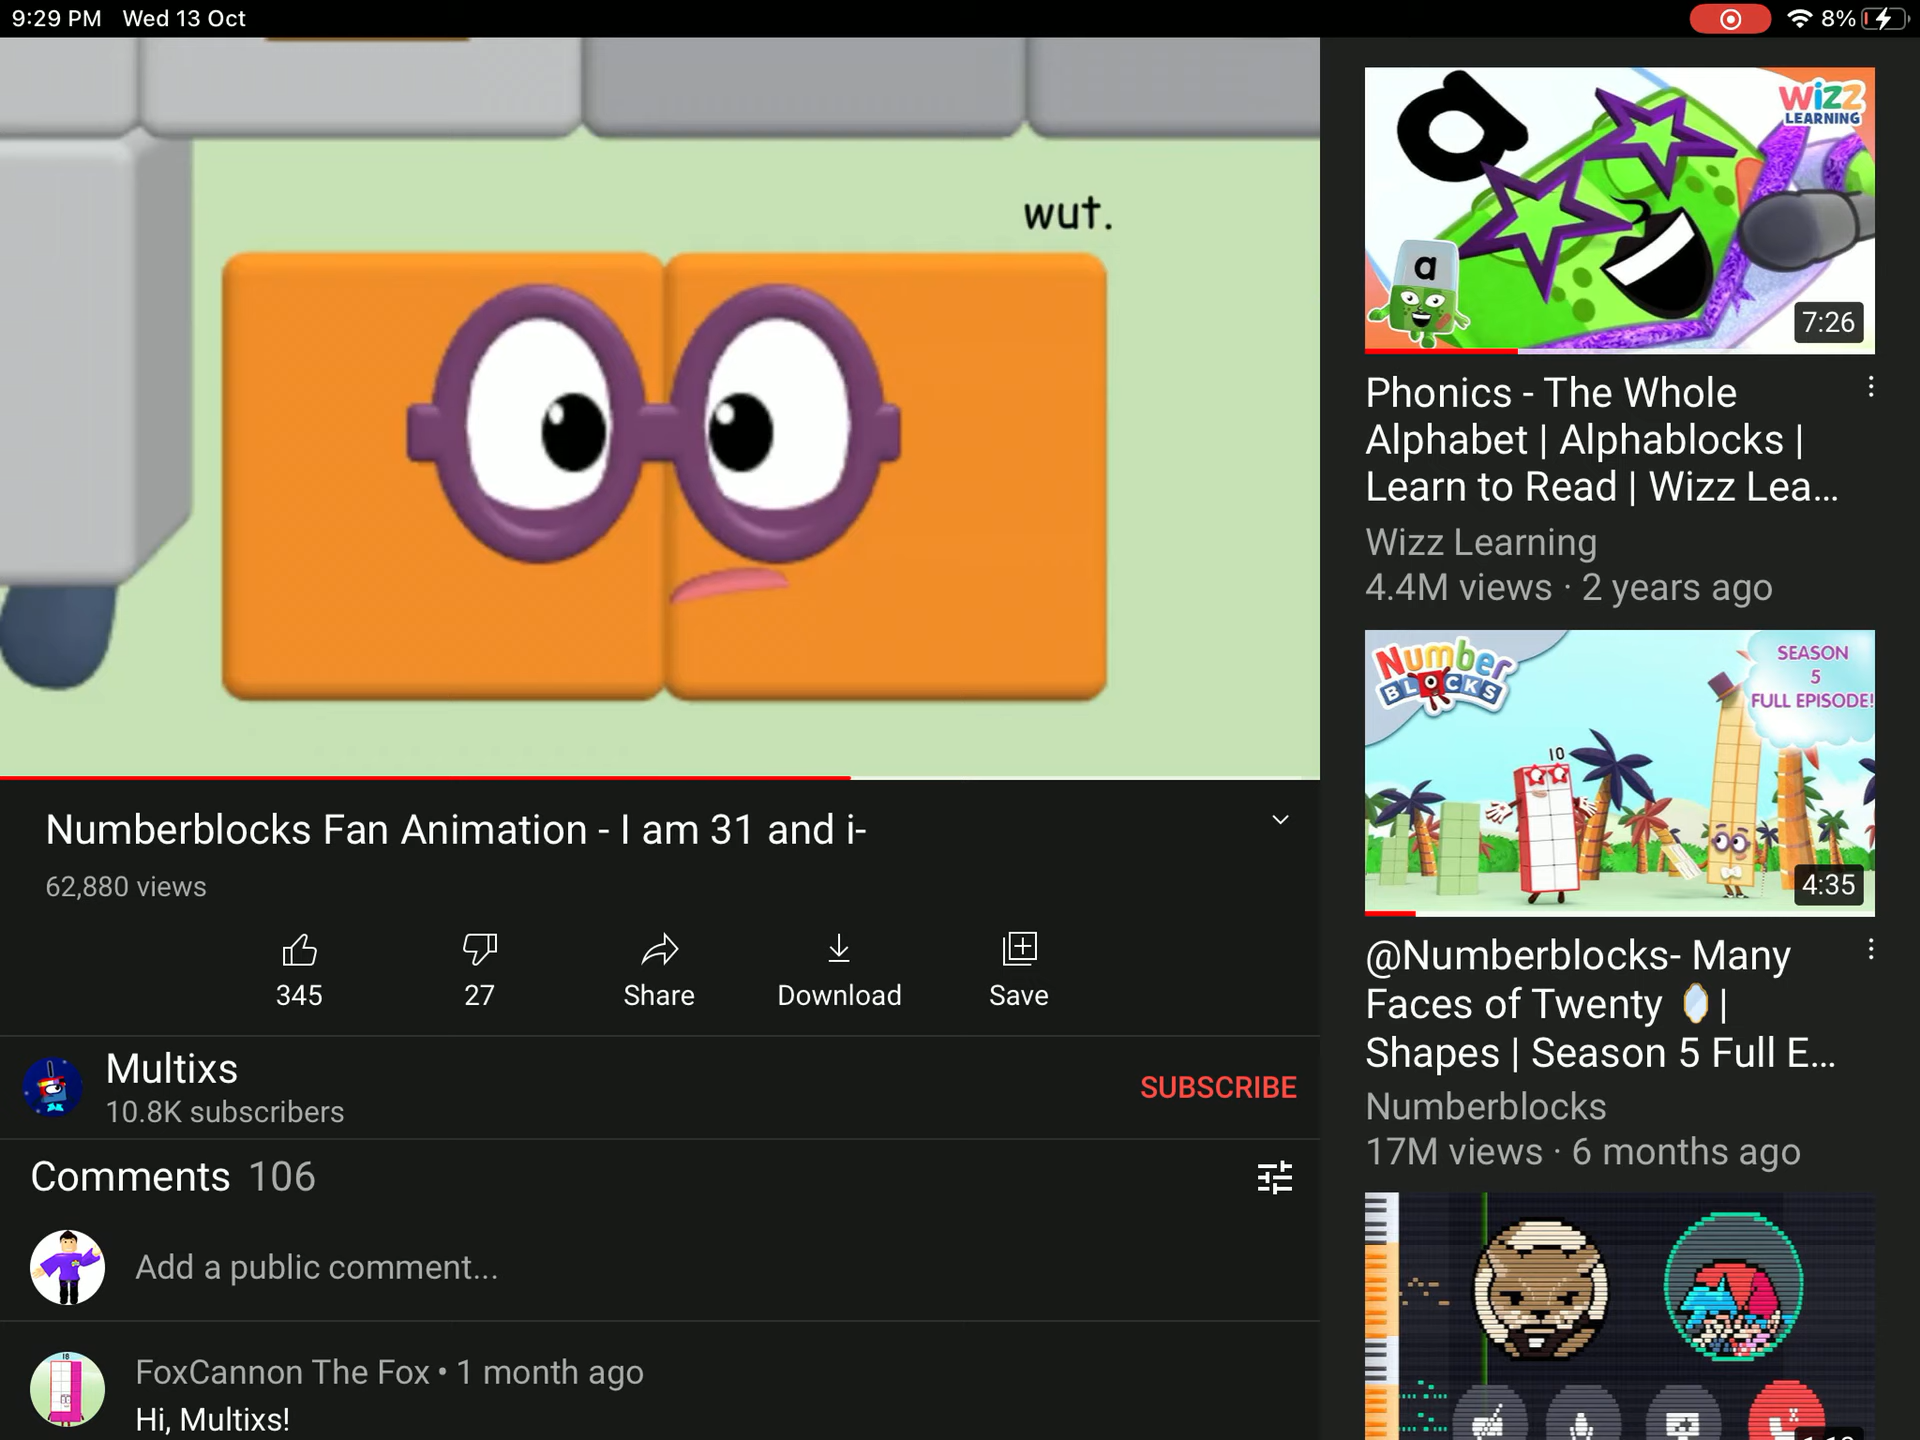 9:29 PM Wed 13 Oct
8%
wut.
Numberblocks Fan Animation - I am 31 and i-
62,880 views
345
27
Share
Download
Save
Multixs
10.8K subscribers
SUBSCRIBE
Comments 106
Add a public comment...
FoxCannon The Fox • 1 month ago
Hi, Multixs!
a
WizZ
LEARNING
a
7:26
Phonics - The Whole
Alphabet | Alphablocks |
Learn to Read | Wizz Lea...
Wizz Learning
4.4M views · 2 years ago
Number
BLOCKS
SEASON
5
FULL EPISODE!
10
4:35
@Numberblocks- Many
Faces of Twenty 🪞 |
Shapes | Season 5 Full E...
Numberblocks
17M views · 6 months ago